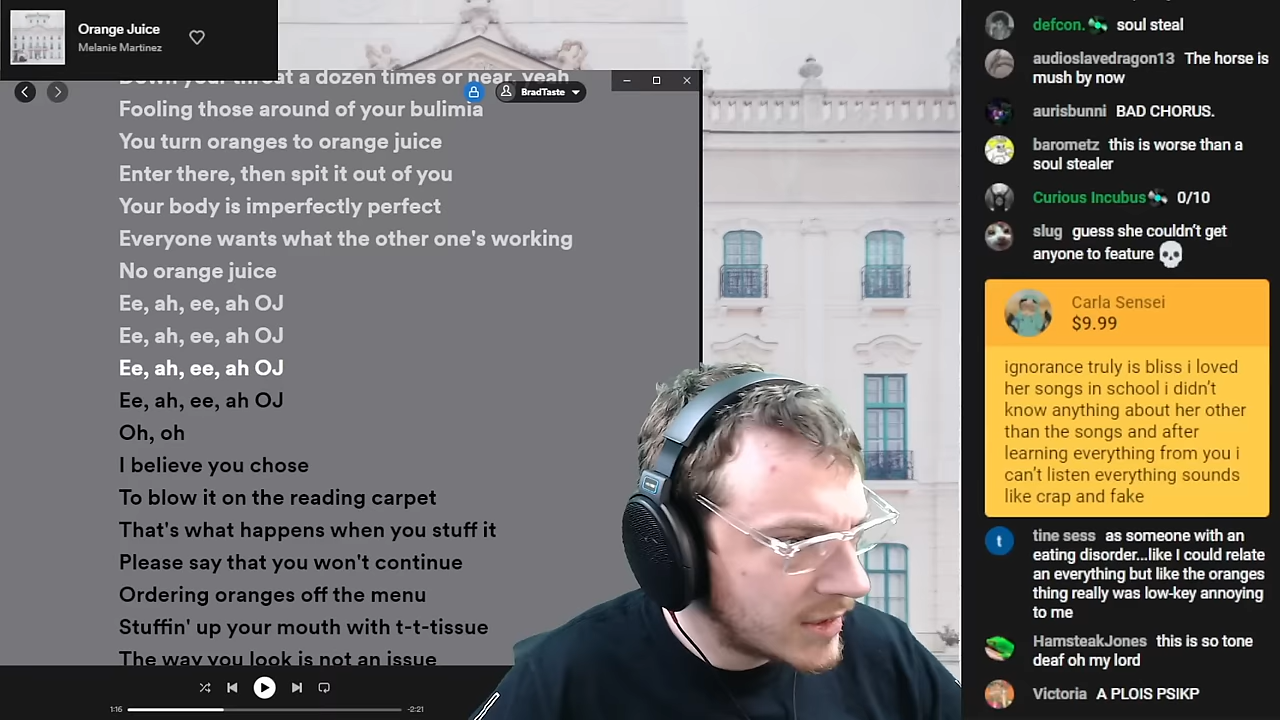 Orange Juice
Melanie Martinez
Down your threat a dozen times or near, yeah
BradTaste
Fooling those around of your bulimia
You turn oranges to orange juice
Enter there, then spit it out of you
Your body is imperfectly perfect
Everyone wants what the other one's working
No orange juice
Ee, ah, ee, ah OJ
Ee, ah, ee, ah OJ
Ee, ah, ee, ah OJ
Ee, ah, ee, ah OJ
Oh, oh
I believe you chose
To blow it on the reading carpet
That's what happens when you stuff it
Please say that you won't continue
Ordering oranges off the menu
Stuffin' up your mouth with t-t-tissue
The way you look is not an issue
1:16
-2:21
defcon. soul steal
audioslavedragon13 The horse is
mush by now
aurisbunni BAD CHORUS.
barometz this is worse than a
soul stealer
Curious Incubus 0/10
slug guess she couldn't get
anyone to feature
Carla Sensei
$9.99
ignorance truly is bliss i loved
her songs in school i didn't
know anything about her other
than the songs and after
learning everything from you i
can't listen everything sounds
like crap and fake
t
tine sess as someone with an
eating disorder...like I could relate
an everything but like the oranges
thing really was low-key annoying
to me
HamsteakJones this is so tone
deaf oh my lord
Victoria A PLOIS PSIKP